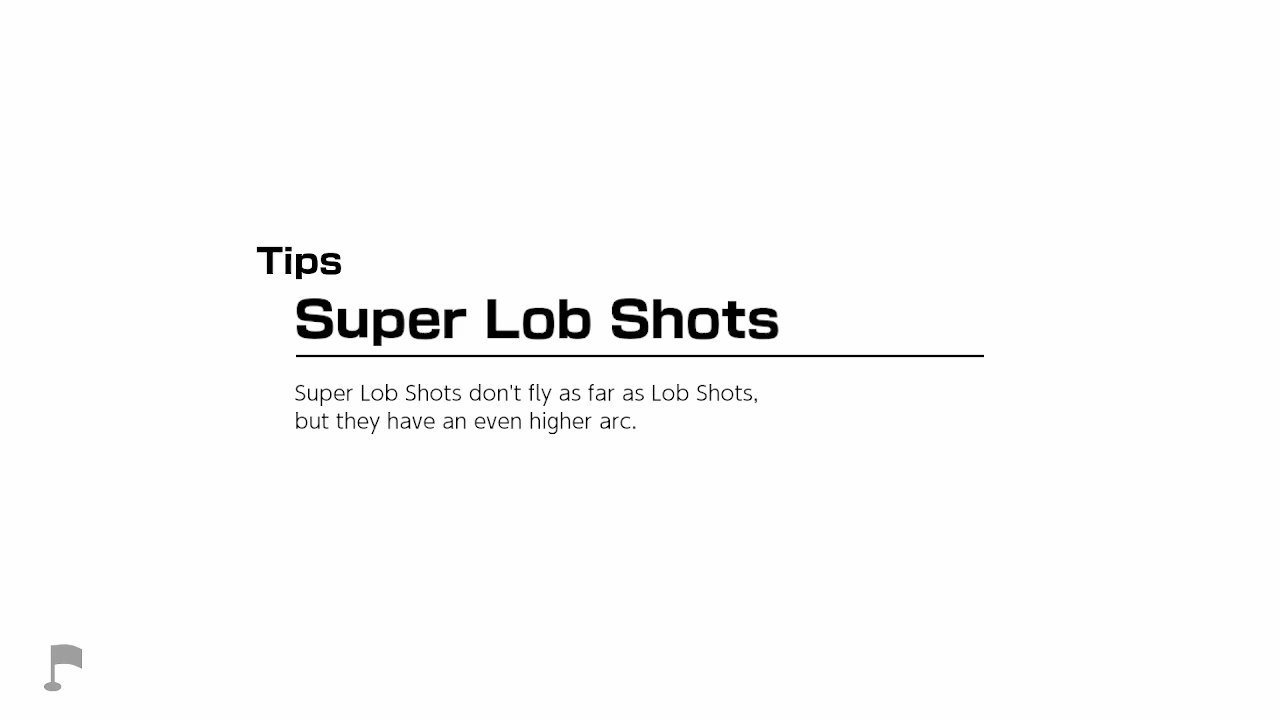 Tips
Super Lob Shots
Super Lob Shots don't fly as far as Lob Shots,
but they have an even higher arc.